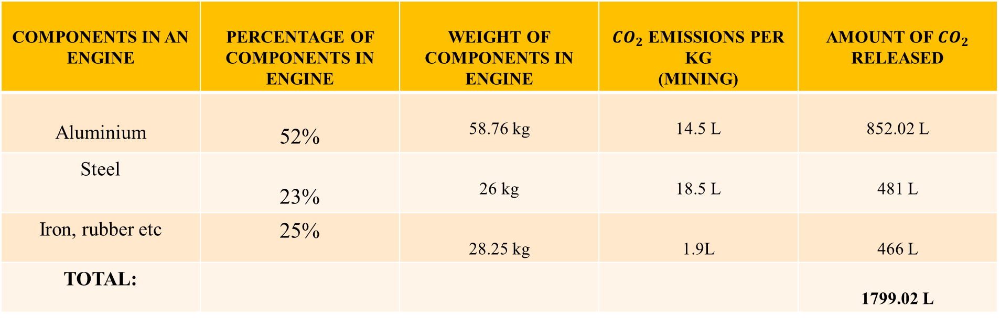 COMPONENTS IN AN
ENGINE
PERCENTAGE OF
COMPONENTS IN
ENGINE
WEIGHT OF
COMPONENTS IN
ENGINE
𝑪𝑶₂ EMISSIONS PER
KG
(MINING)
AMOUNT OF 𝑪𝑶₂
RELEASED
Aluminium
52%
58.76 kg
14.5 L
852.02 L
Steel
23%
26 kg
18.5 L
481 L
Iron, rubber etc
25%
28.25 kg
1.9L
466 L
TOTAL:
1799.02 L